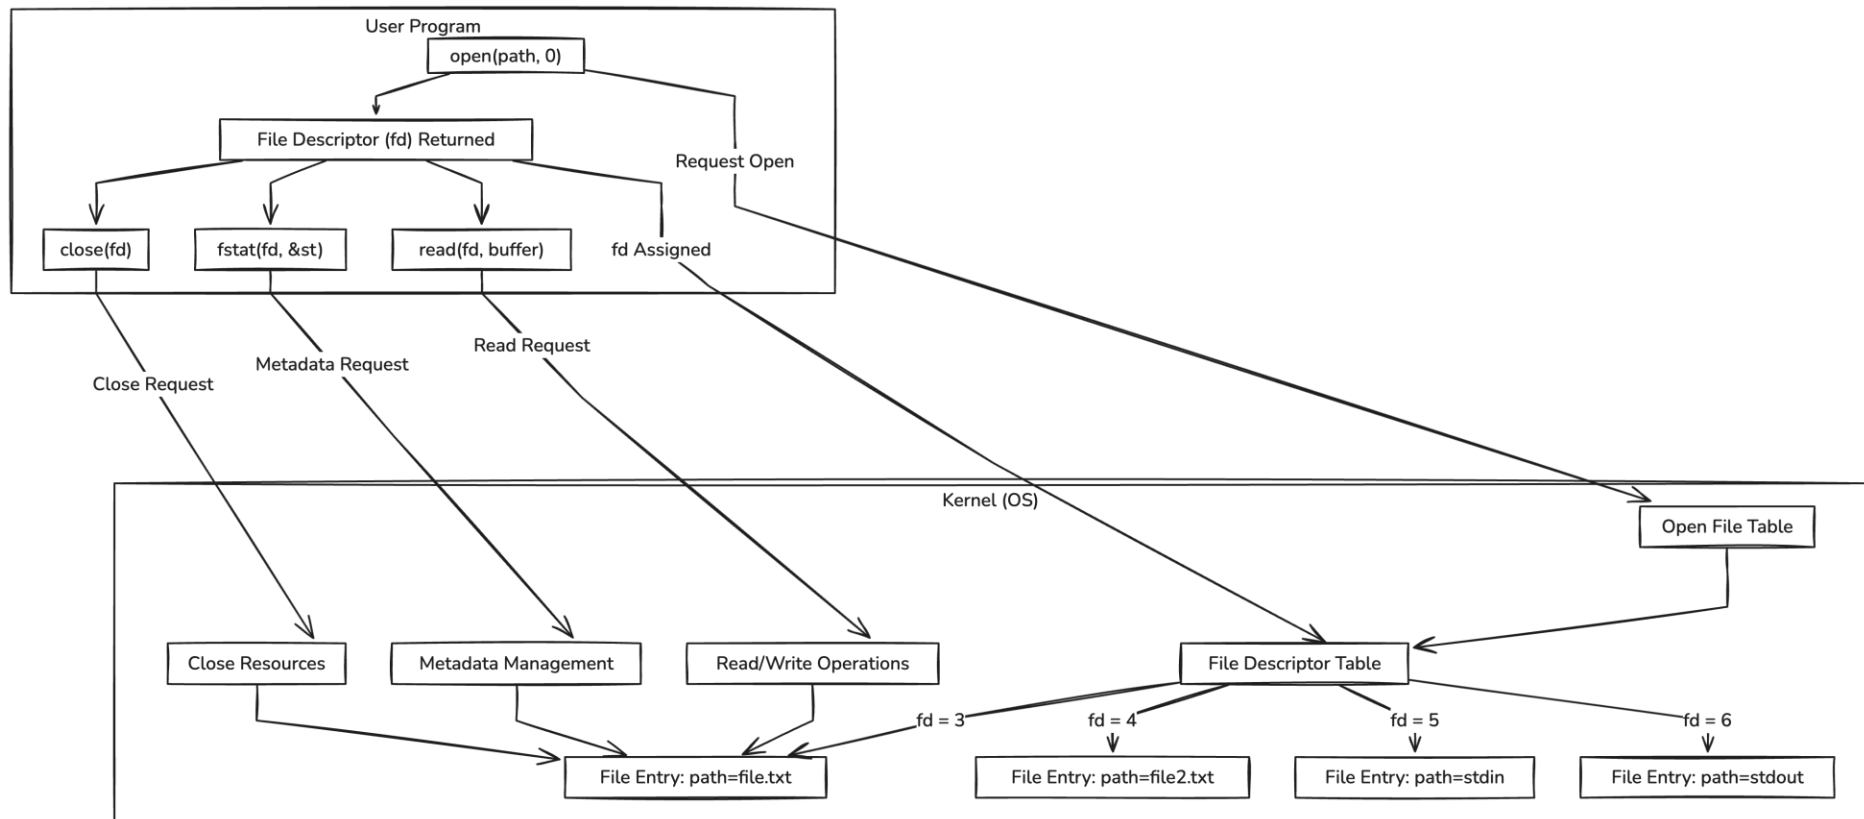 User Program
open(path, 0)
File Descriptor (fd) Returned
Request Open
close(fd)
fstat(fd, &st)
read(fd, buffer)
fd Assigned
Read Request
Metadata Request
Close Request
Kernel (OS)
Open File Table
Close Resources
Metadata Management
Read/Write Operations
File Descriptor Table
fd = 3
fd = 4
fd = 5
fd = 6
File Entry: path=file.txt
File Entry: path=file2.txt
File Entry: path=stdin
File Entry: path=stdout